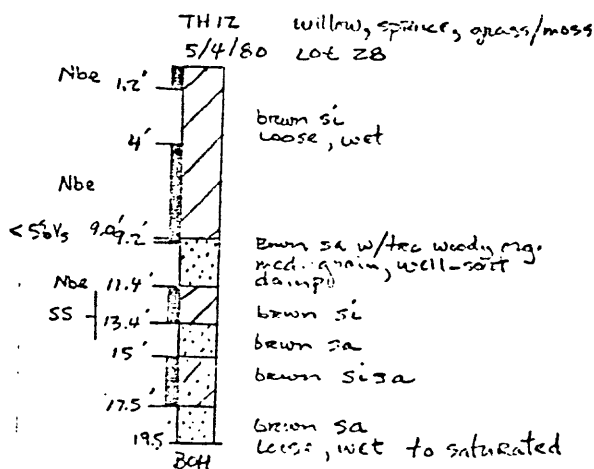 TH12 willow, spruce, grass/moss
5/4/80 Lot 28
Nbe 1.2'
brown si
Loose, wet
4'
Nbe
<5% Vs 9.0' 9.2'
Brown sa w/trc woody org.
med. grain, well-sort
damp
Nbe 11.4'
brown si
SS 13.4'
brown sa
15'
brown si sa
17.5'
brown sa
19.5' loose, wet to saturated
BOH